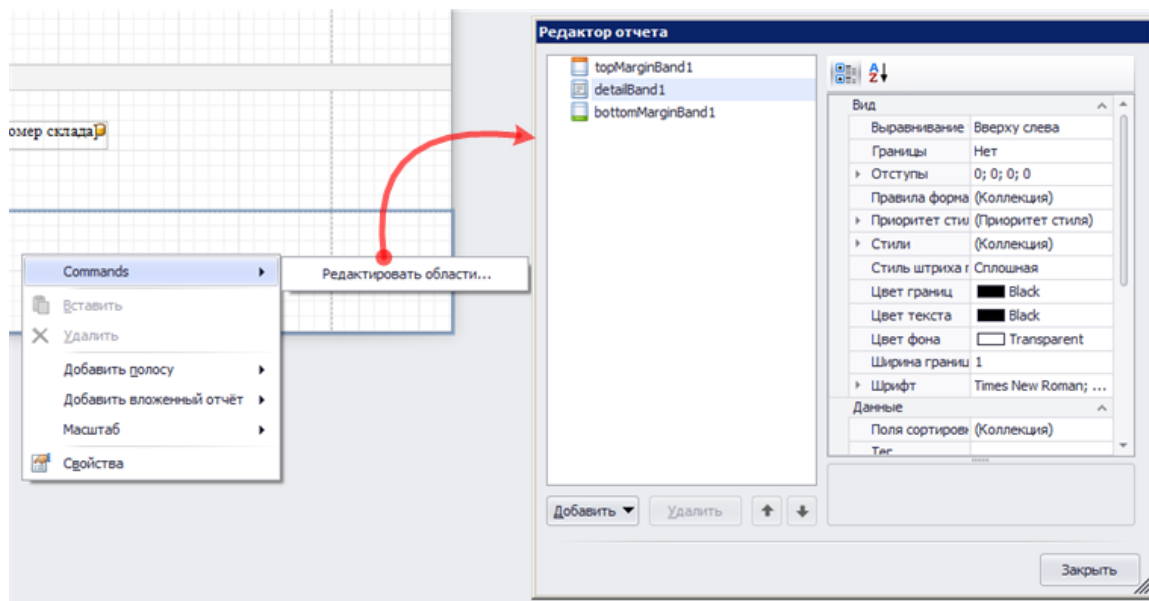 омер склада]
Commands
Редактировать области...
Вставить
Удалить
Добавить полосу
Добавить вложенный отчёт
Масштаб
Свойства
Редактор отчета
topMarginBand1
detailBand1
bottomMarginBand1
Добавить
Удалить
Вид
Выравнивание Вверху слева
Границы Нет
Отступы 0; 0; 0; 0
Правила форма (Коллекция)
Приоритет сти (Приоритет стиля)
Стили (Коллекция)
Стиль штриха г Сплошная
Цвет границ Black
Цвет текста Black
Цвет фона Transparent
Ширина границ 1
Шрифт Times New Roman; ...
Данные
Поля сортировк (Коллекция)
Тег
Закрыть